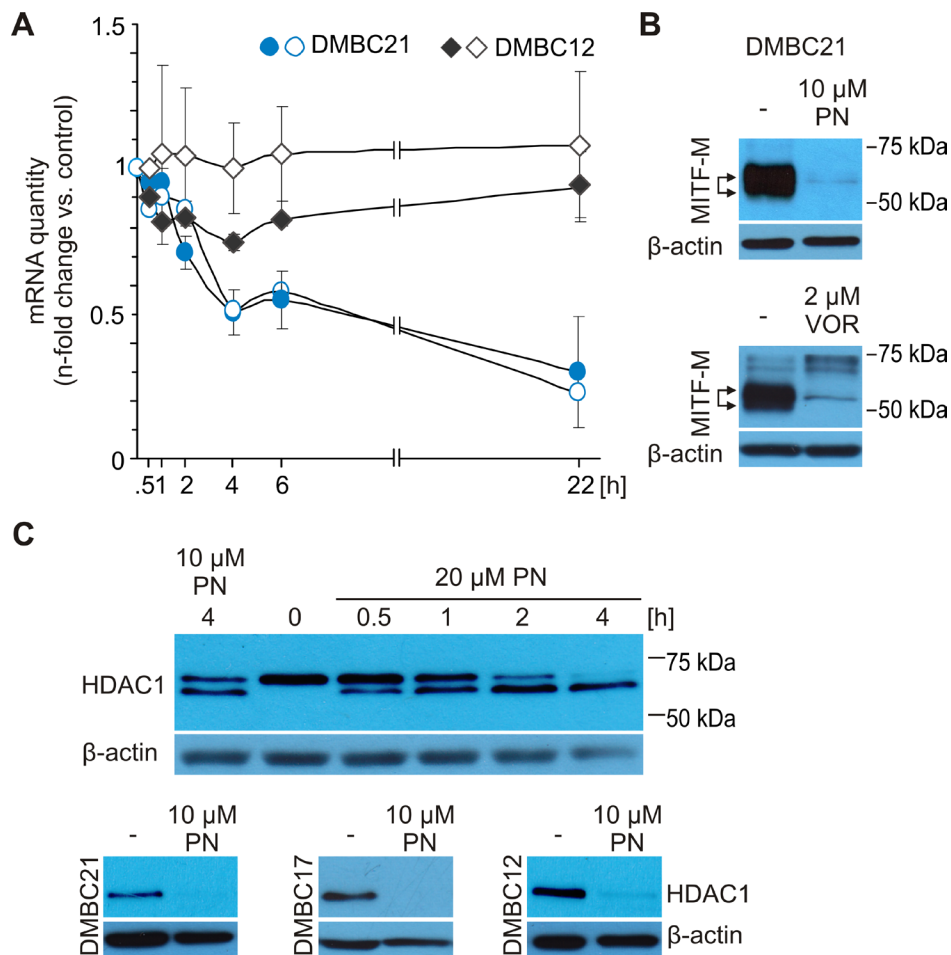 A
DMBC21 DMBC12
mRNA quantity
(n-fold change vs. control)
1.5
1
0.5
0
.5 1 2 4 6 22 [h]
B
DMBC21
- 10 µM
PN
MITF-M
75 kDa
50 kDa
β-actin
- 2 µM
VOR
MITF-M
75 kDa
50 kDa
β-actin
C
10 µM
PN
20 µM PN
4 0 0.5 1 2 4 [h]
HDAC1
75 kDa
50 kDa
β-actin
- 10 µM
PN
DMBC21
- 10 µM
PN
DMBC17
- 10 µM
PN
DMBC12
HDAC1
β-actin